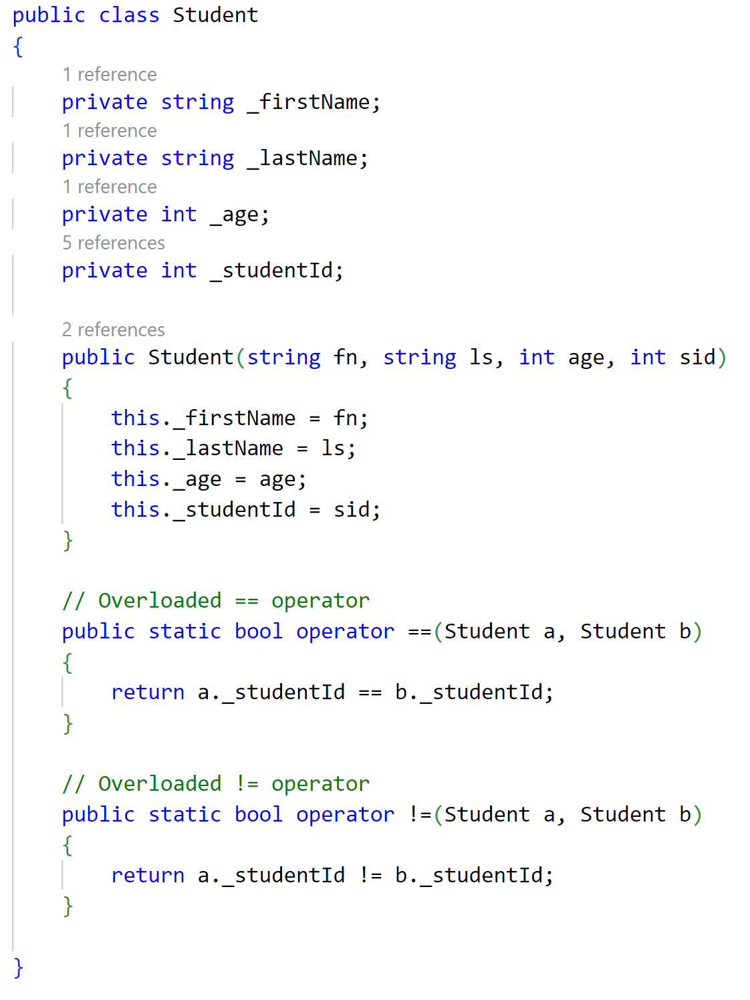 public class Student
{
1 reference
private string _firstName;
1 reference
private string _lastName;
1 reference
private int _age;
5 references
private int _studentId;
2 references
public Student(string fn, string ls, int age, int sid)
{
this._firstName = fn;
this._lastName = ls;
this._age = age;
this._studentId = sid;
}
// Overloaded == operator
public static bool operator ==(Student a, Student b)
{
return a._studentId == b._studentId;
}
// Overloaded != operator
public static bool operator !=(Student a, Student b)
{
return a._studentId != b._studentId;
}
}